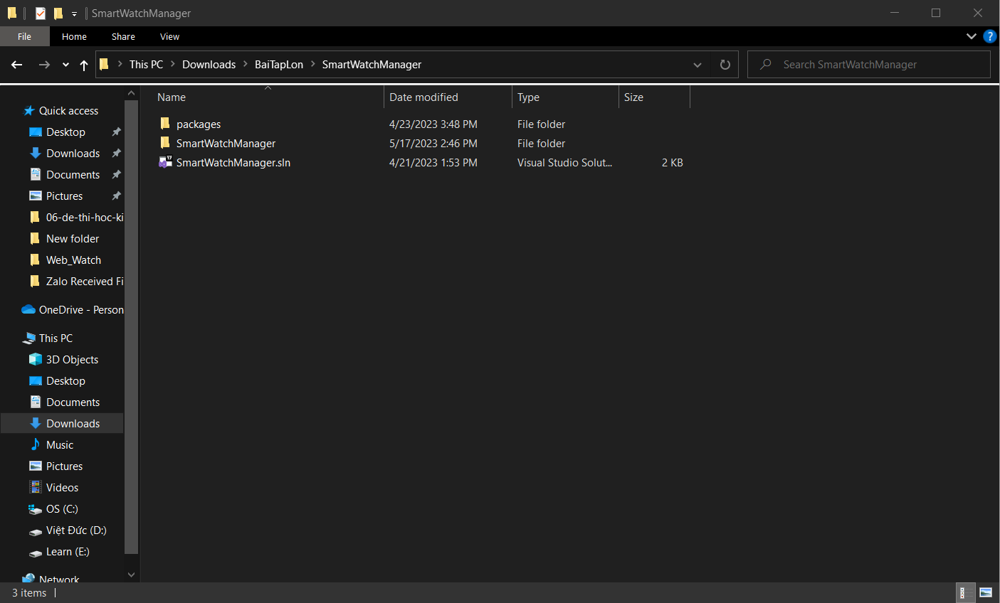 SmartWatchManager
File Home Share View
This PC Downloads BaiTapLon SmartWatchManager
Search SmartWatchManager
Name Date modified Type Size
packages 4/23/2023 3:48 PM File folder
SmartWatchManager 5/17/2023 2:46 PM File folder
SmartWatchManager.sln 4/21/2023 1:53 PM Visual Studio Solut... 2 KB
Quick access
Desktop
Downloads
Documents
Pictures
06-de-thi-hoc-ki
New folder
Web_Watch
Zalo Received Fi
OneDrive - Person
This PC
3D Objects
Desktop
Documents
Downloads
Music
Pictures
Videos
OS (C:)
Việt Đức (D:)
Learn (E:)
Network
3 items